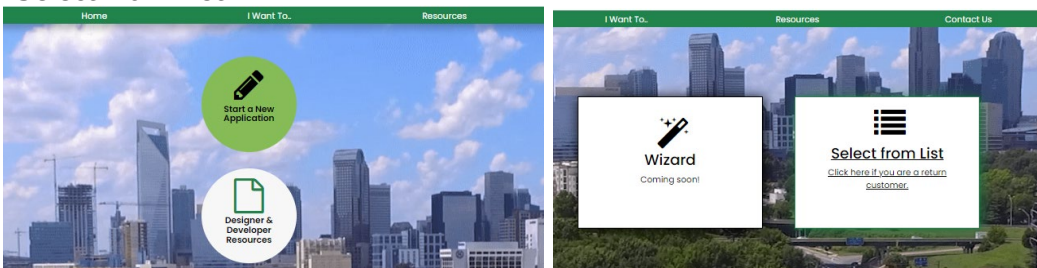 Home I Want To.. Resources
Start a New
Application
Designer &
Developer
Resources
I Want To.. Resources Contact Us
Wizard
Coming soon!
Select from List
Click here if you are a return
customer.